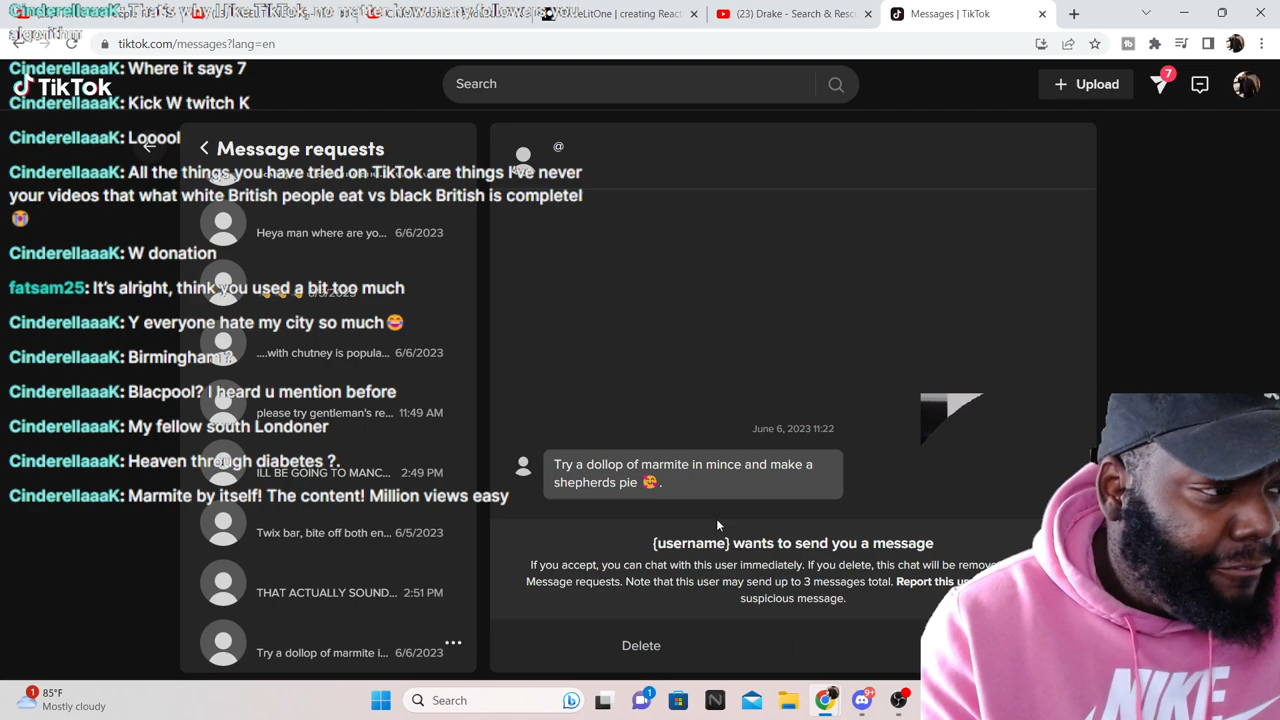 CinderellaaaK: That's why I like TikTok, no matter how many followers you
algorithm
(23) Drake - Search & Rescu
Messages | TikTok
tiktok.com/messages?lang=en
CinderellaaaK: Where it says 7
TikTok
Search
Upload
7
CinderellaaaK: Kick W twitch K
CinderellaaaK: Looool
Message requests
@
CinderellaaaK: All the things you have tried on TikTok are things I've never
your videos that what white British people eat vs black British is completel
Heya man where are yo... 6/6/2023
CinderellaaaK: W donation
fatsam25: It's alright, think you used a bit too much
CinderellaaaK: Y everyone hate my city so much😂
....with chutney is popula... 6/6/2023
CinderellaaaK: Birmingham ?
CinderellaaaK: Blacpool? I heard u mention before
please try gentleman's re... 11:49 AM
CinderellaaaK: My fellow south Londoner
June 6, 2023 11:22
CinderellaaaK: Heaven through diabetes ?.
ILL BE GOING TO MANC... 2:49 PM
Try a dollop of marmite in mince and make a
shepherds pie 🥰.
CinderellaaaK: Marmite by itself! The content! Million views easy
Twix bar, bite off both en... 6/5/2023
{username} wants to send you a message
If you accept, you can chat with this user immediately. If you delete, this chat will be remov
Message requests. Note that this user may send up to 3 messages total. Report this us
suspicious message.
THAT ACTUALLY SOUND... 2:51 PM
Delete
Try a dollop of marmite i... 6/6/2023
NIKE
1
85°F
Mostly cloudy
Search
1
9+